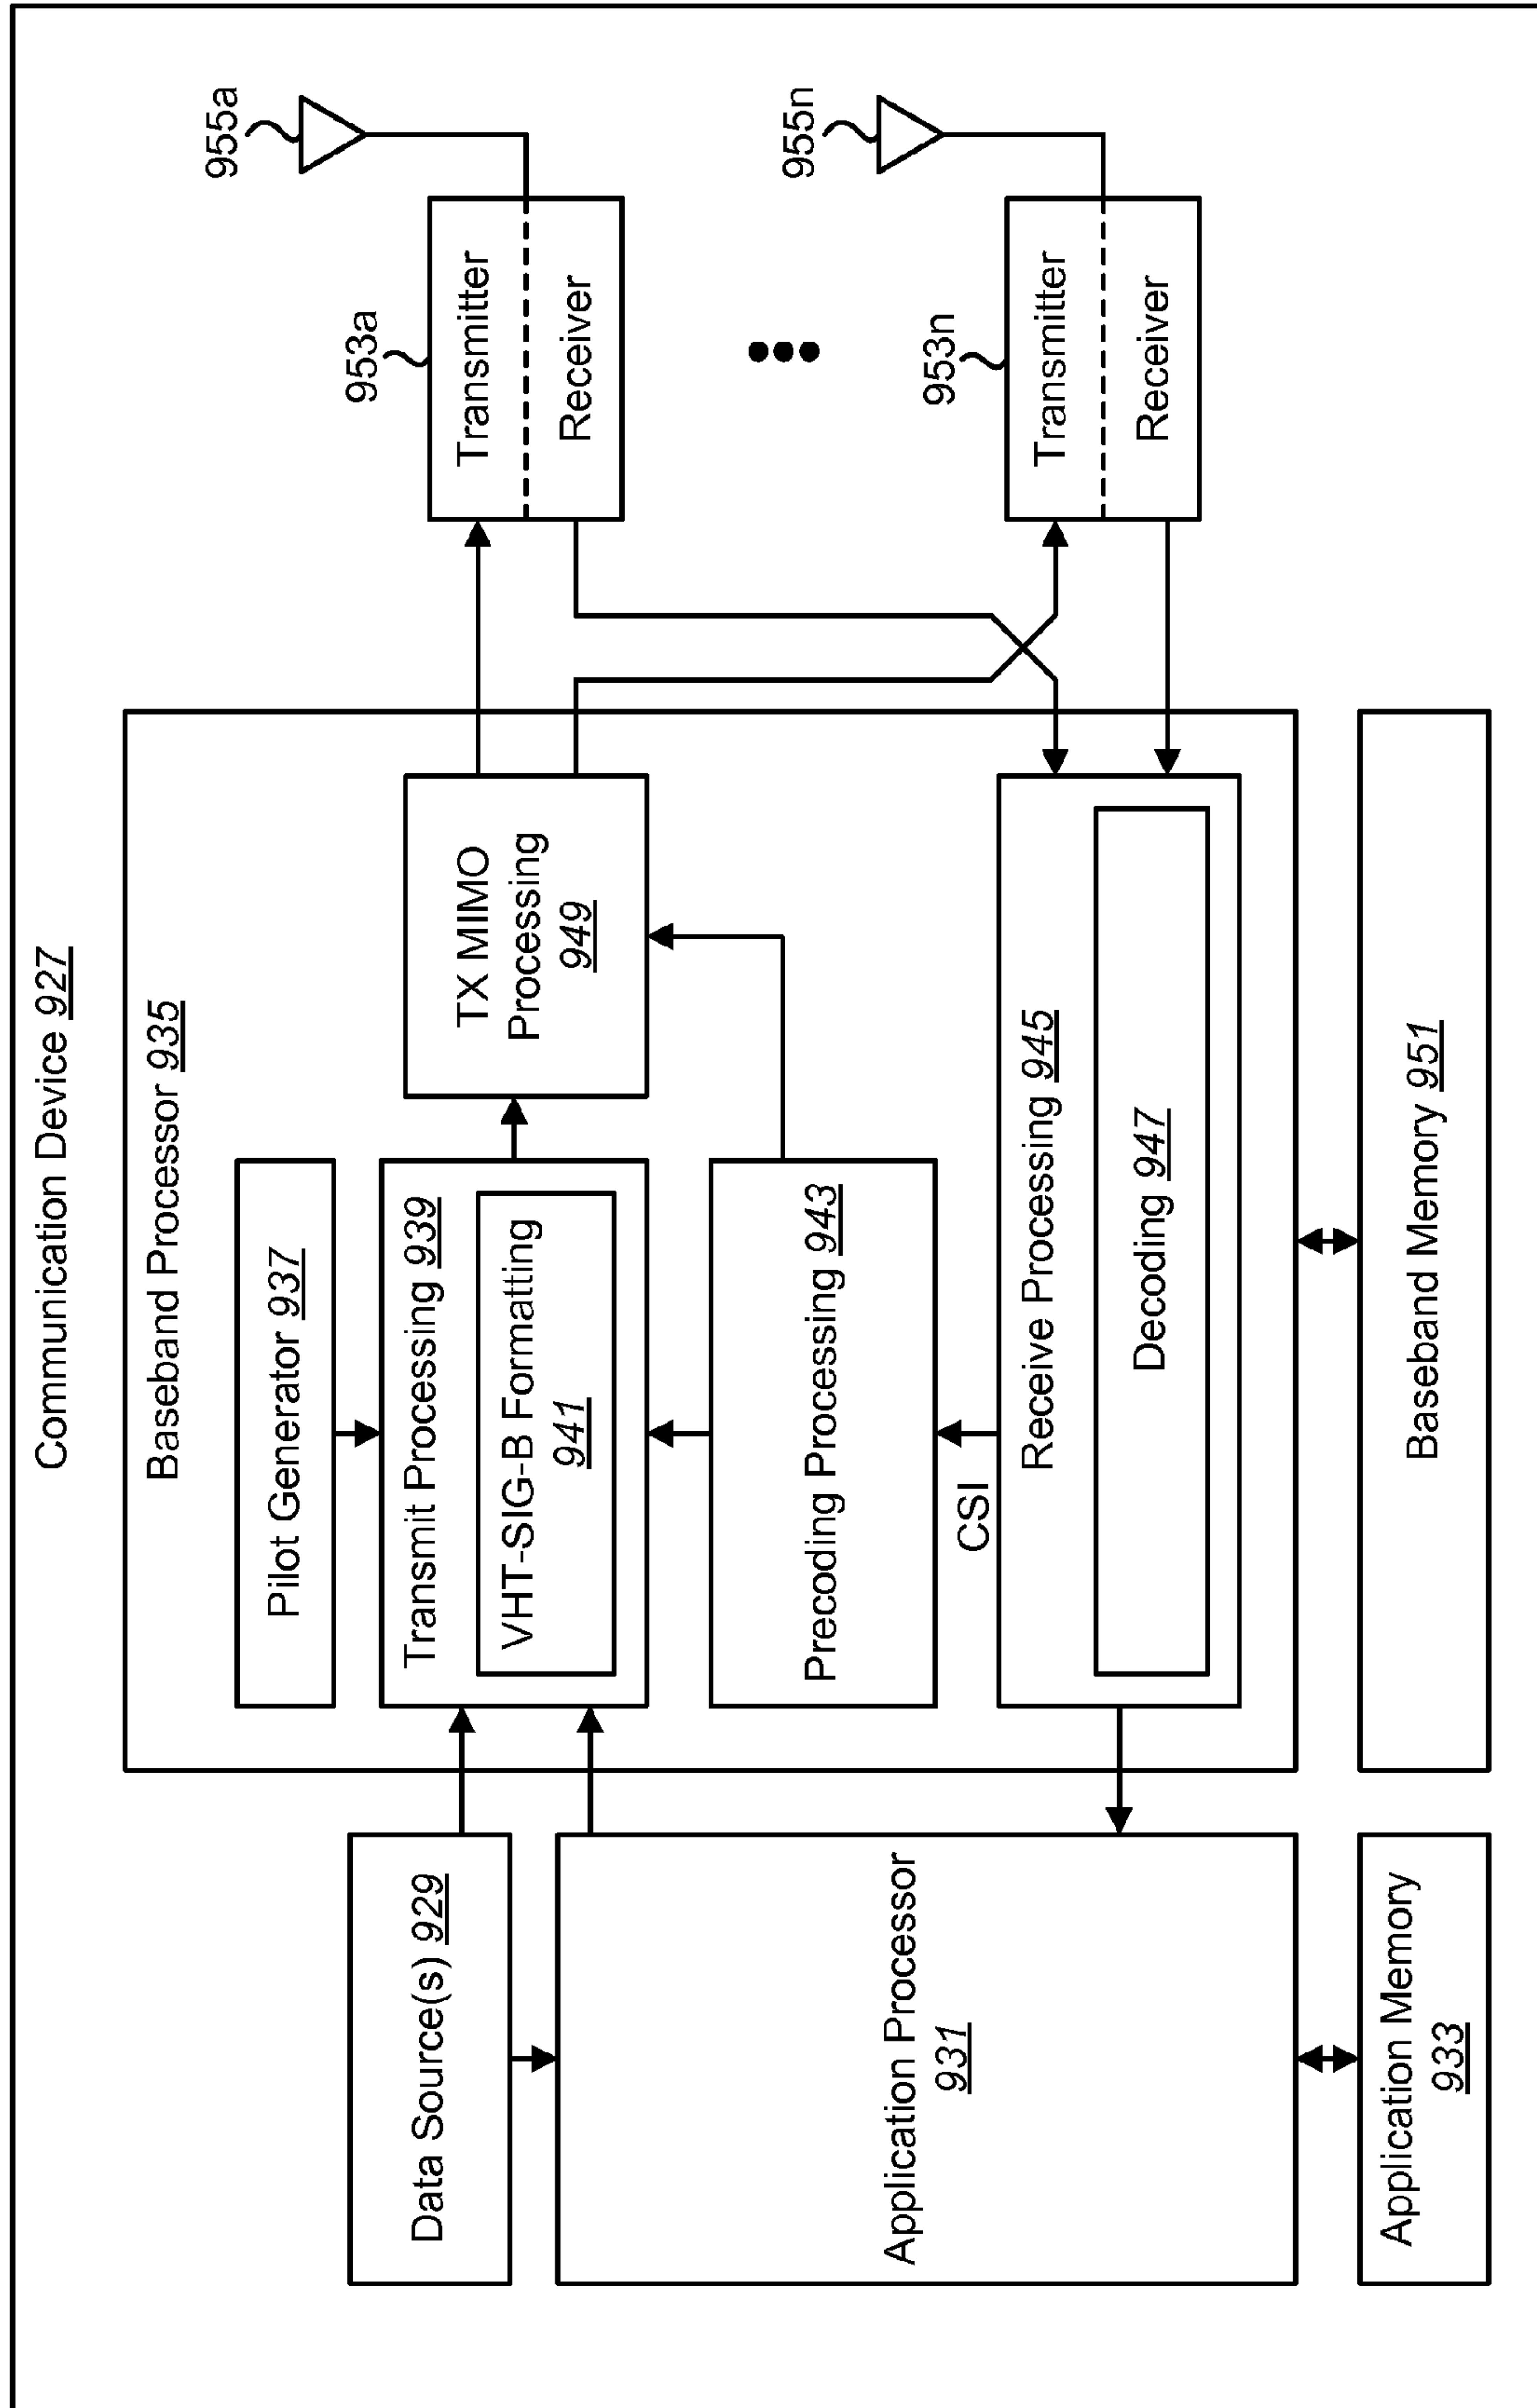 Communication Device 927
Baseband Processor 935
Data Source(s) 929
Application Processor
931
Application Memory
933
Pilot Generator 937
Transmit Processing 939
VHT-SIG-B Formatting
941
Precoding Processing 943
CSI
Receive Processing 945
Decoding 947
Baseband Memory 951
TX MIMO
Processing
949
953a
Transmitter
Receiver
955a
953n
Transmitter
Receiver
955n